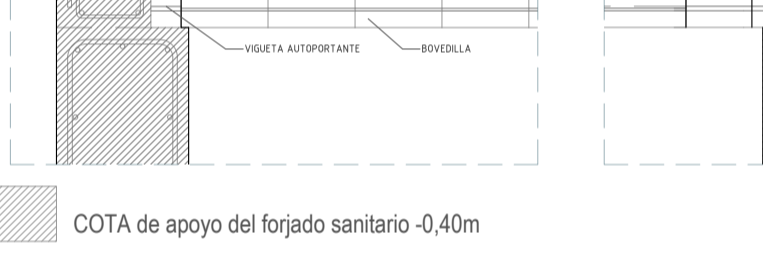 VIGUETA AUTOPORTANTE
BOVEDILLA
COTA de apoyo del forjado sanitario -0,40m